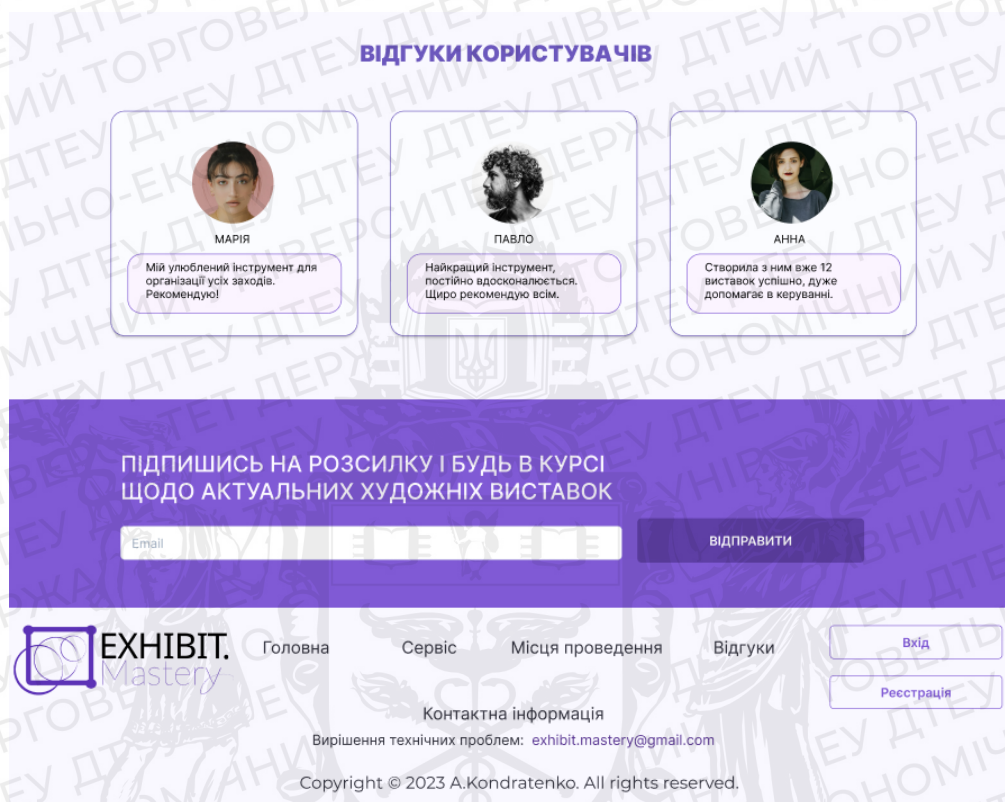 ВІДГУКИ КОРИСТУВАЧІВ
МАРІЯ
Мій улюблений інструмент для
організації усіх заходів.
Рекомендую!
ПАВЛО
Найкращий інструмент,
постійно вдосконалюється.
Щиро рекомендую всім.
АННА
Створила з ним вже 12
виставок успішно, дуже
допомагає в керуванні.
ПІДПИШИСЬ НА РОЗСИЛКУ І БУДЬ В КУРСІ
ЩОДО АКТУАЛЬНИХ ХУДОЖНІХ ВИСТАВОК
Email
ВІДПРАВИТИ
EXHIBIT.
Mastery
Головна
Сервіс
Місця проведення
Відгуки
Вхід
Реєстрація
Контактна інформація
Вирішення технічних проблем: exhibit.mastery@gmail.com
Copyright © 2023 A.Kondratenko. All rights reserved.